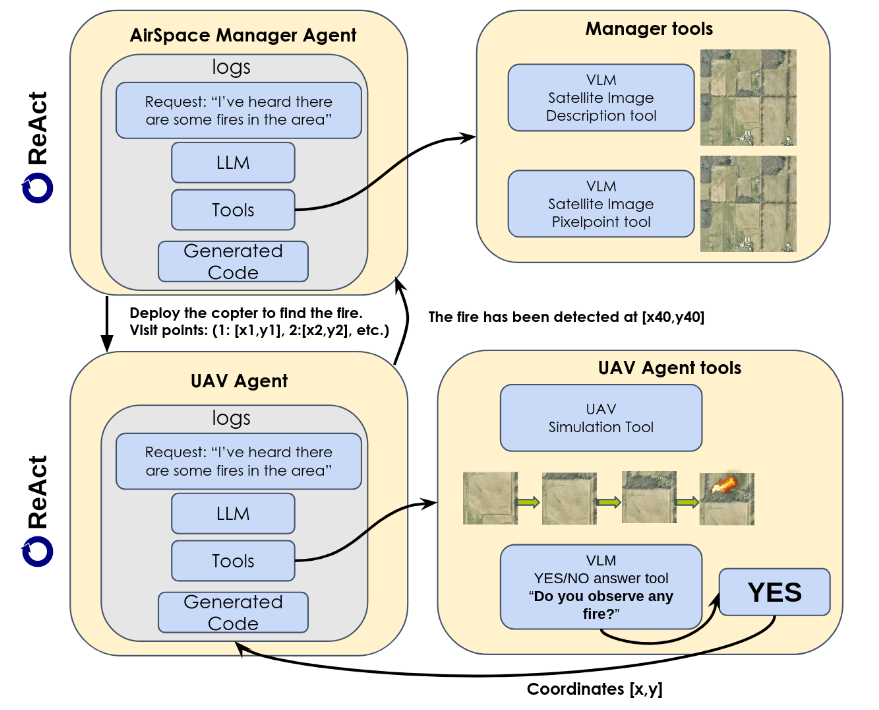 AirSpace Manager Agent
logs
Request: “I’ve heard there
are some fires in the area”
LLM
Tools
Generated
Code
ReAct
Manager tools
VLM
Satellite Image
Description tool
VLM
Satellite Image
Pixelpoint tool
Deploy the copter to find the fire.
Visit points: (1: [x1,y1], 2:[x2,y2], etc.)
The fire has been detected at [x40,y40]
UAV Agent
logs
Request: “I’ve heard there
are some fires in the area”
LLM
Tools
Generated
Code
ReAct
UAV Agent tools
UAV
Simulation Tool
VLM
YES/NO answer tool
“Do you observe any
fire?”
YES
Coordinates [x,y]